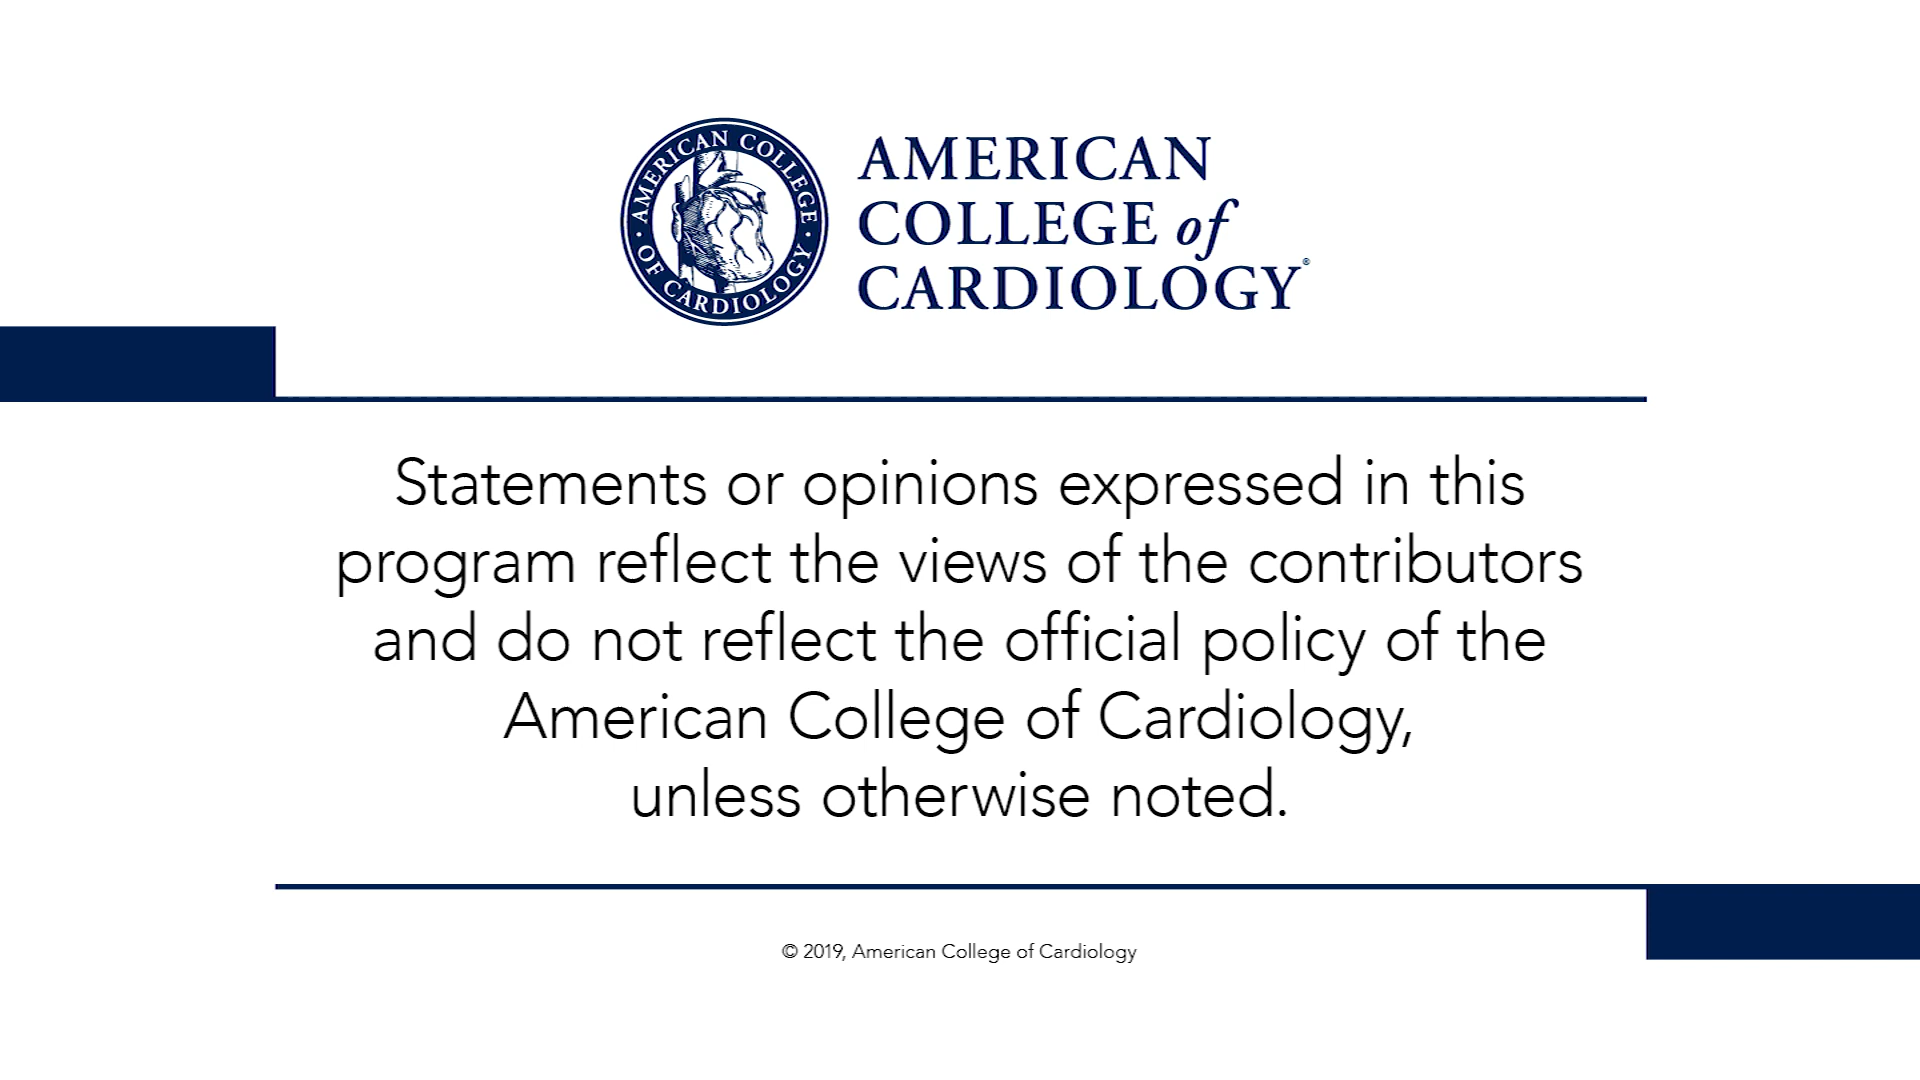 AMERICAN COLLEGE
· OF CARDIOLOGY ·
AMERICAN
COLLEGE of
CARDIOLOGY®
Statements or opinions expressed in this
program reflect the views of the contributors
and do not reflect the official policy of the
American College of Cardiology,
unless otherwise noted.
© 2019, American College of Cardiology